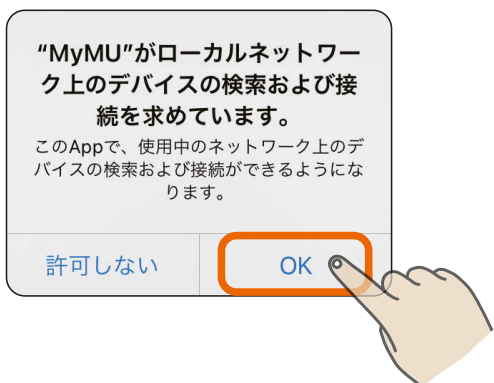 “MyMU”がローカルネットワー
ク上のデバイスの検索および接
続を求めています。
このAppで、使用中のネットワーク上のデ
バイスの検索および接続ができるようにな
ります。
許可しない
OK